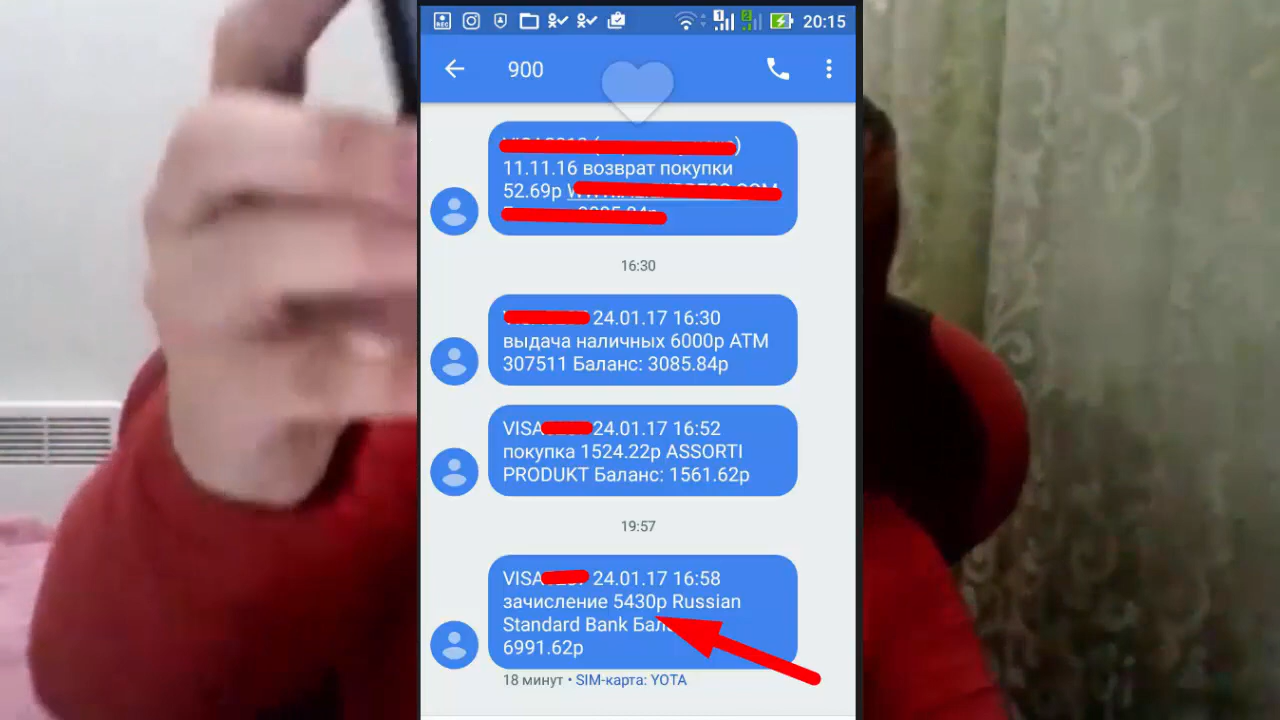 20:15
900
11.11.16 возврат покупки
52.69р
16:30
24.01.17 16:30
выдача наличных 6000р ATM
307511 Баланс: 3085.84р
VISA 24.01.17 16:52
покупка 1524.22р ASSORTI
PRODUKT Баланс: 1561.62р
19:57
VISA 24.01.17 16:58
зачисление 5430р Russian
Standard Bank
6991.62р
18 минут • SIM-карта: YOTA